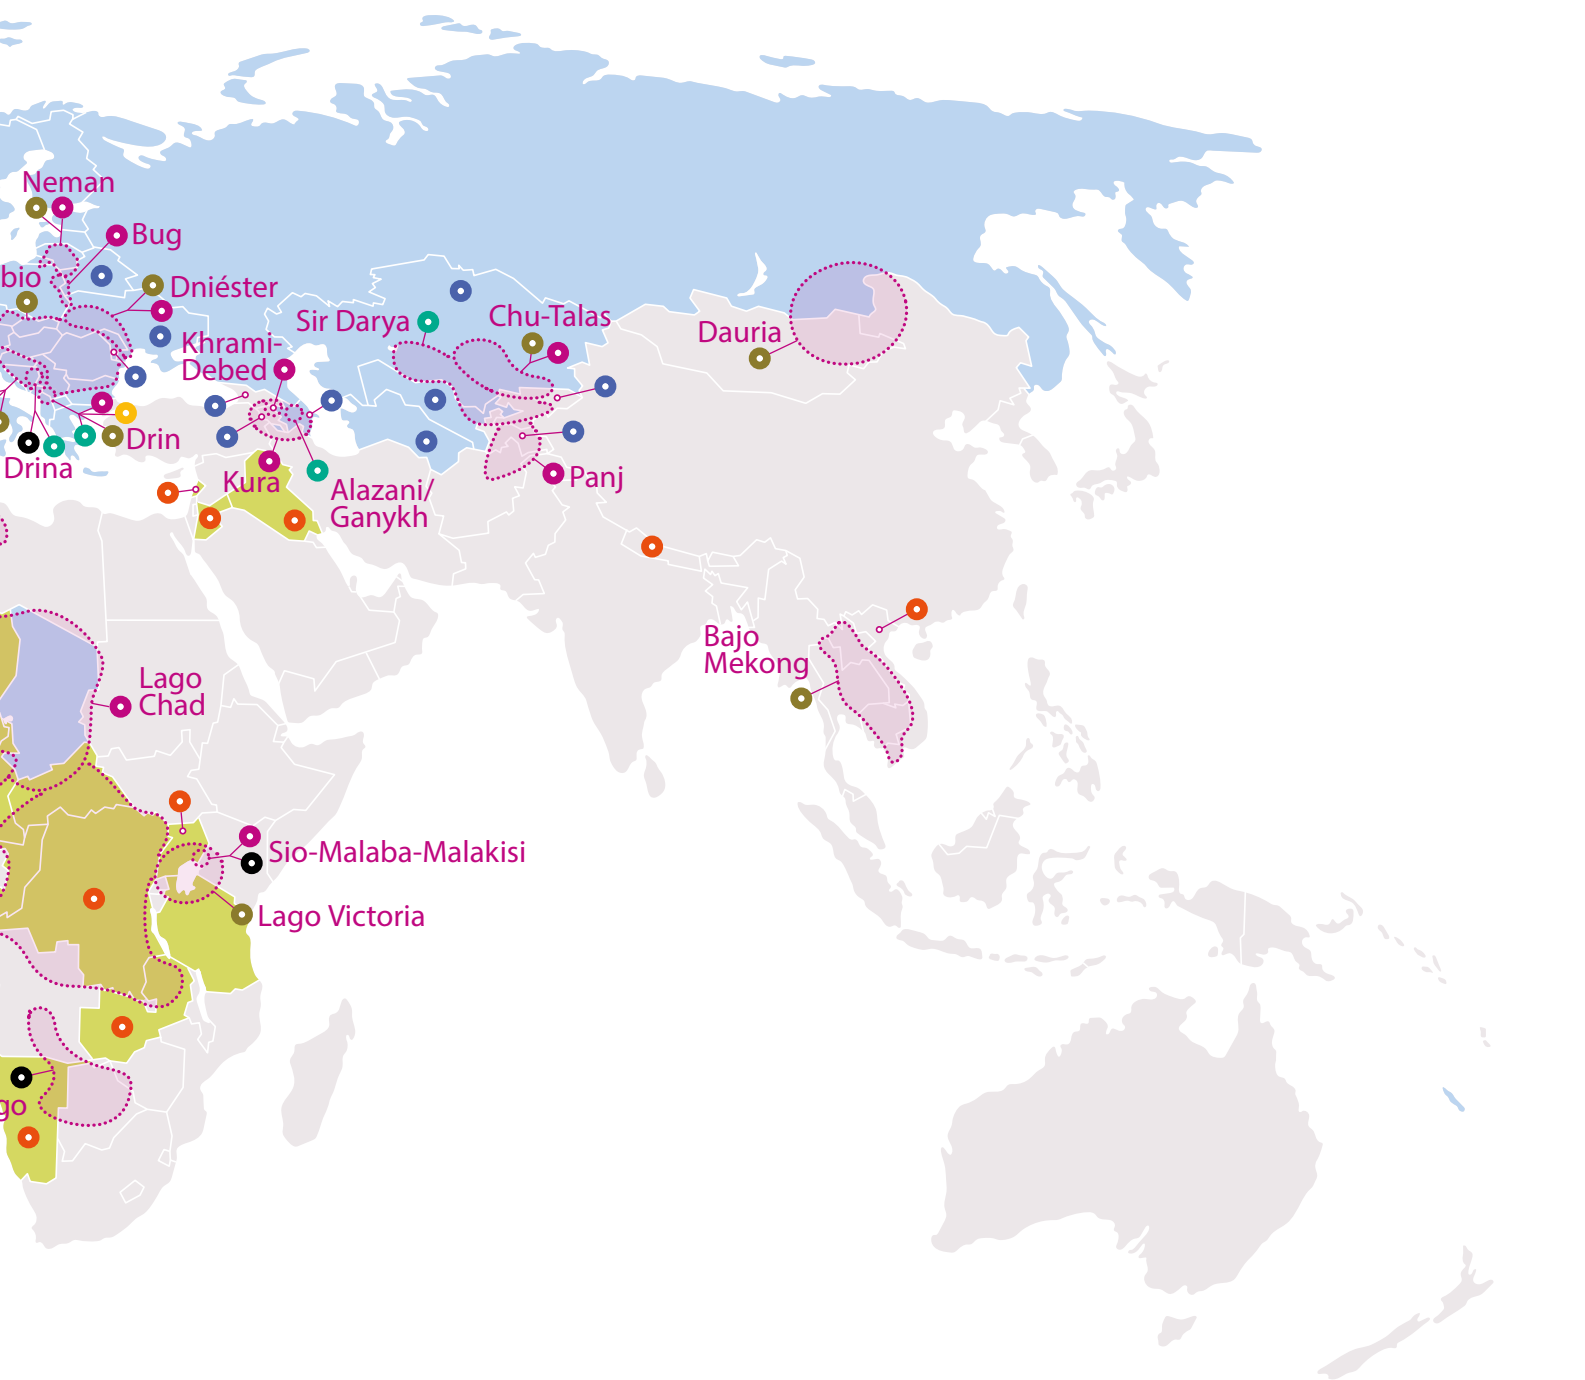 Neman
Bug
bio
Dniéster
Sir Darya
Chu-Talas
Dauria
Khrami-
Debed
Drin
Drina
Kura
Alazani/
Ganykh
Panj
Bajo
Mekong
Lago
Chad
Sio-Malaba-Malakisi
Lago Victoria
go